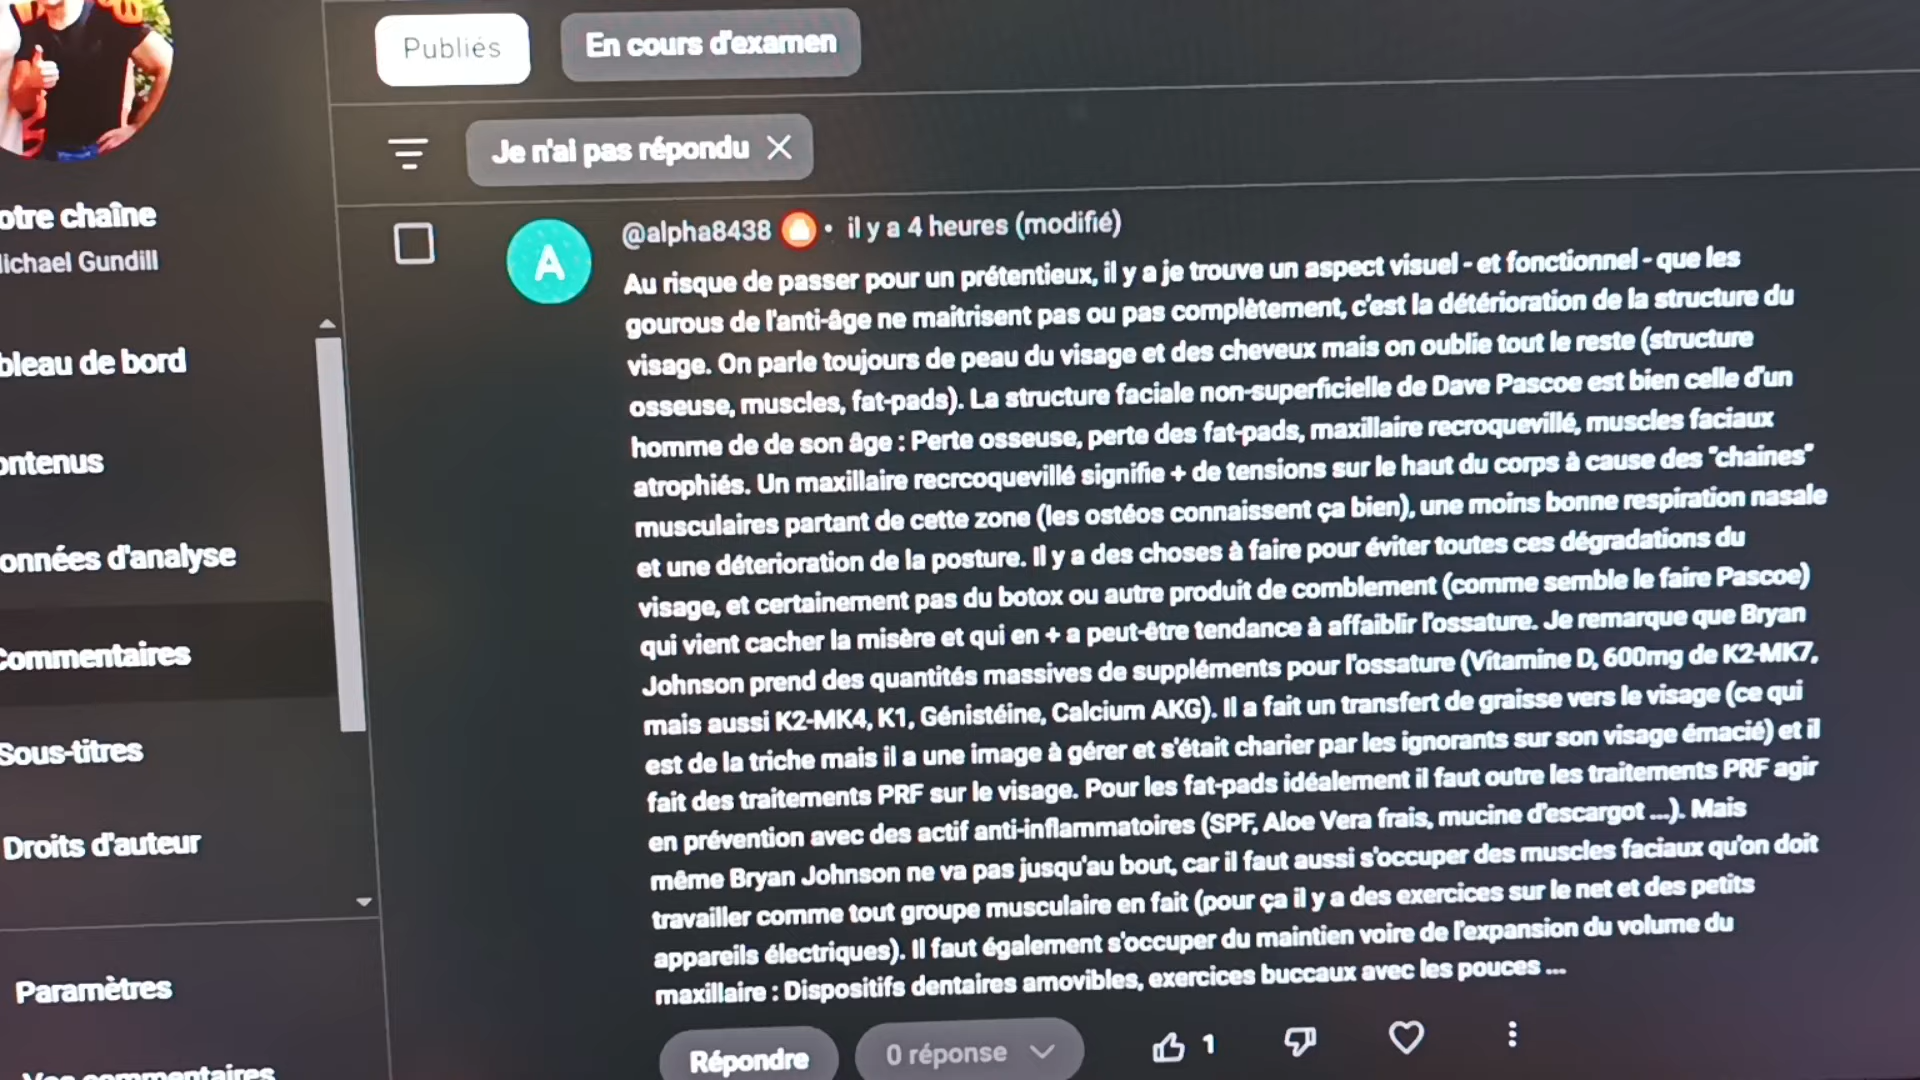 Publiés
En cours d'examen
Je n'ai pas répondu
otre chaîne
ichael Gundill
bleau de bord
ontenus
onnées d'analyse
Commentaires
Sous-titres
Droits d'auteur
Paramètres
Vos commentaires
A
@alpha8438 • il y a 4 heures (modifié)
Au risque de passer pour un prétentieux, il y a je trouve un aspect visuel - et fonctionnel - que les
gourous de l'anti-âge ne maitrisent pas ou pas complètement, c'est la détérioration de la structure du
visage. On parle toujours de peau du visage et des cheveux mais on oublie tout le reste (structure
osseuse, muscles, fat-pads). La structure faciale non-superficielle de Dave Pascoe est bien celle d'un
homme de de son âge : Perte osseuse, perte des fat-pads, maxillaire recroquevillé, muscles faciaux
atrophiés. Un maxillaire recrcoquevillé signifie + de tensions sur le haut du corps à cause des "chaines"
musculaires partant de cette zone (les ostéos connaissent ça bien), une moins bonne respiration nasale
et une déterioration de la posture. Il y a des choses à faire pour éviter toutes ces dégradations du
visage, et certainement pas du botox ou autre produit de comblement (comme semble le faire Pascoe)
qui vient cacher la misère et qui en + a peut-être tendance à affaiblir l'ossature. Je remarque que Bryan
Johnson prend des quantités massives de suppléments pour l'ossature (Vitamine D, 600mg de K2-MK7,
mais aussi K2-MK4, K1, Génistéine, Calcium AKG). Il a fait un transfert de graisse vers le visage (ce qui
est de la triche mais il a une image à gérer et s'était charier par les ignorants sur son visage émacié) et il
fait des traitements PRF sur le visage. Pour les fat-pads idéalement il faut outre les traitements PRF agir
en prévention avec des actif anti-inflammatoires (SPF, Aloe Vera frais, mucine d'escargot ...). Mais
même Bryan Johnson ne va pas jusqu'au bout, car il faut aussi s'occuper des muscles faciaux qu'on doit
travailler comme tout groupe musculaire en fait (pour ça il y a des exercices sur le net et des petits
appareils électriques). Il faut également s'occuper du maintien voire de l'expansion du volume du
maxillaire : Dispositifs dentaires amovibles, exercices buccaux avec les pouces ...
Répondre
0 réponse
1